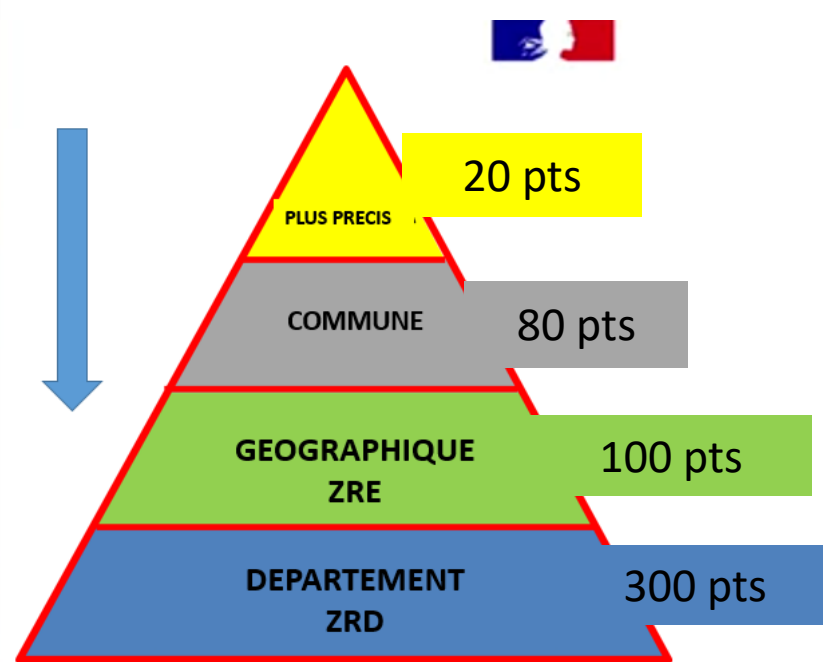 20 pts
PLUS PRECIS
COMMUNE
80 pts
GEOGRAPHIQUE
ZRE
100 pts
DEPARTEMENT
ZRD
300 pts